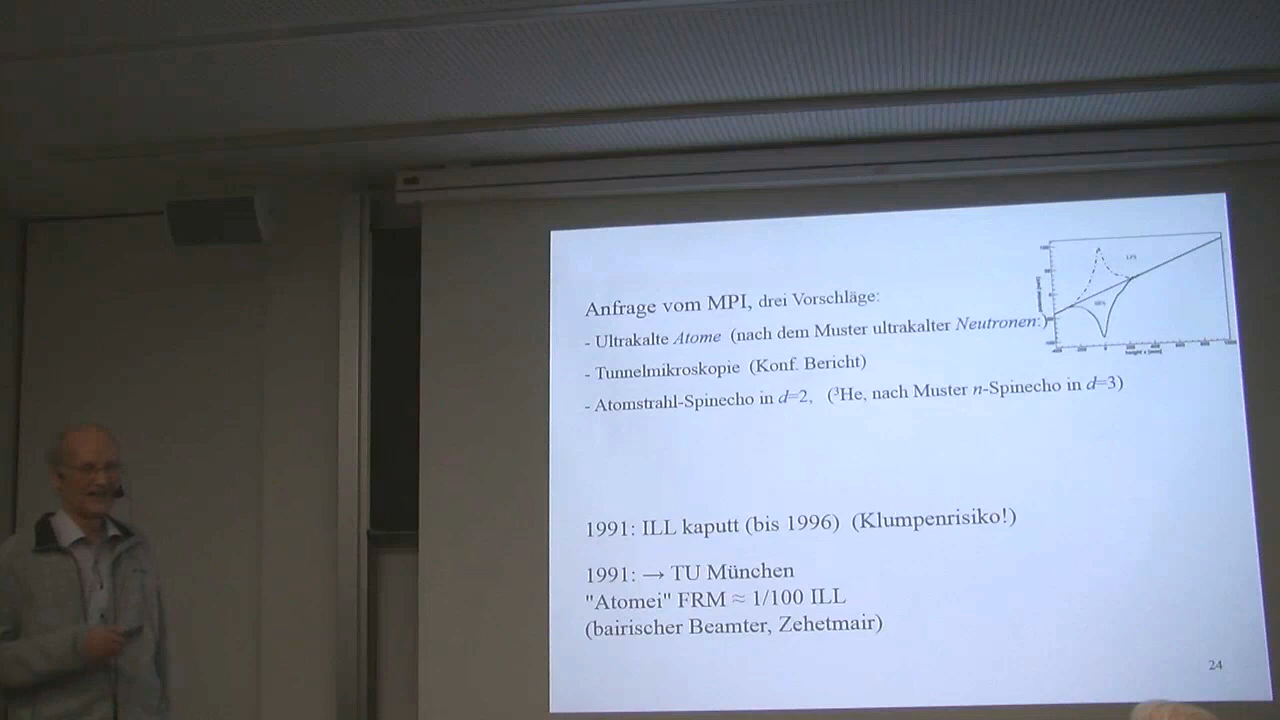 Anfrage vom MPI, drei Vorschläge:
- Ultrakalte Atome (nach dem Muster ultrakalter Neutronen:)
- Tunnelmikroskopie (Konf. Bericht)
- Atomstrahl-Spinecho in d=2, (³He, nach Muster n-Spinecho in d=3)
1991: ILL kaputt (bis 1996) (Klumpenrisiko!)
1991: → TU München
"Atomei" FRM ≈ 1/100 ILL
(bairischer Beamter, Zehetmair)
24